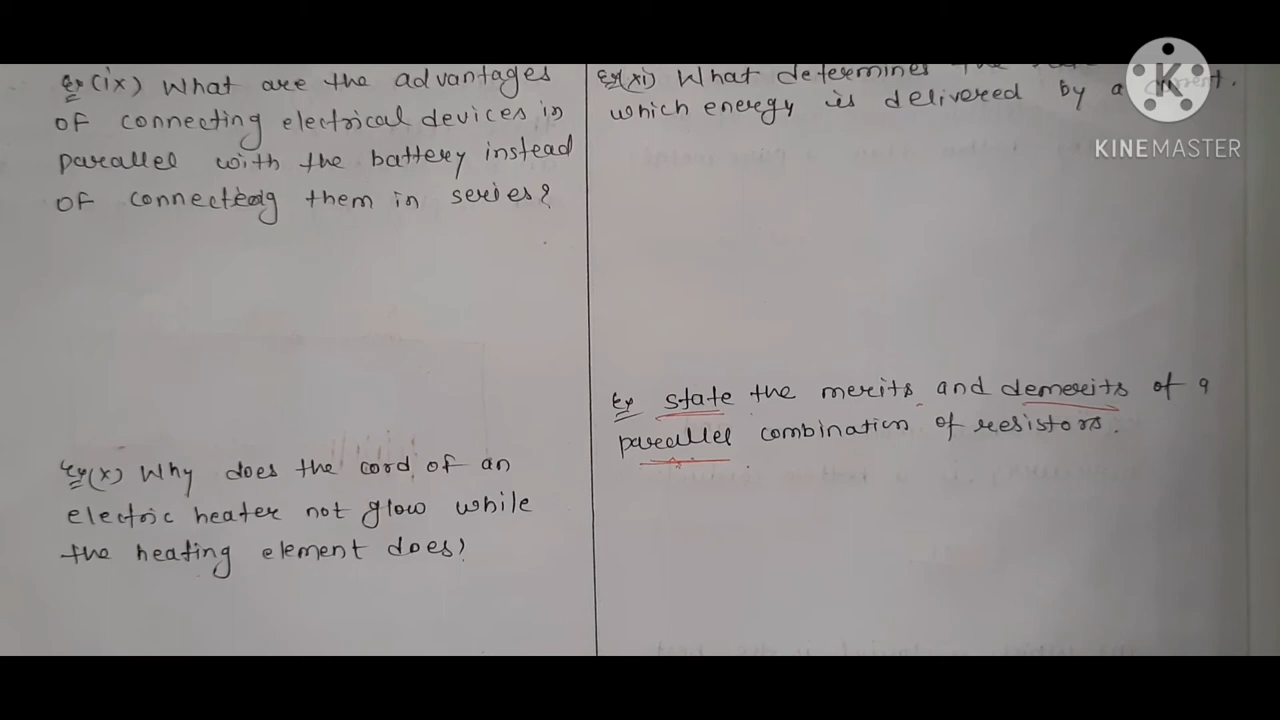 Ex(ix) What are the advantages
of connecting electrical devices in
parallel with the battery instead
of connecting them in series?
Ex(x) Why does the cord of an
electric heater not glow while
the heating element does?
Ex(xi) What determines the
which energy is delivered by a
Ex state the merits and demerits of a
parallel combination of resistors.
K
KINEMASTER